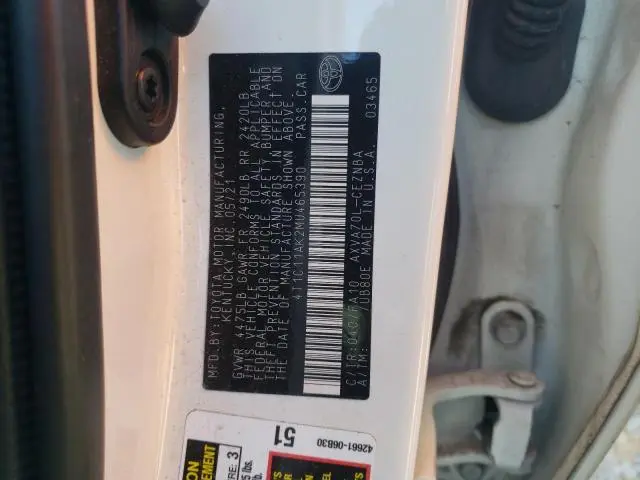 MFD.BY:TOYOTA MOTOR MANUFACTURING,
KENTUCKY, INC.05/21
GVWR 4475LB GAWR FR 2490LB RR 2420LB
THIS VEHICLE CONFORMS TO ALL APPLICABLE
FEDERAL MOTOR VEHICLE SAFETY, BUMPER AND
THEFT PREVENTION STANDARDS IN EFFECT ON
THE DATE OF MANUFACTURE SHOWN ABOVE.
4T1C11AK2MU465390 PASS.CAR
C/TR:040/FA10 AXVA70L-CEZNBA
A/TM: /UB80E MADE IN U.S.A. 03465
51
42661-06B30
3